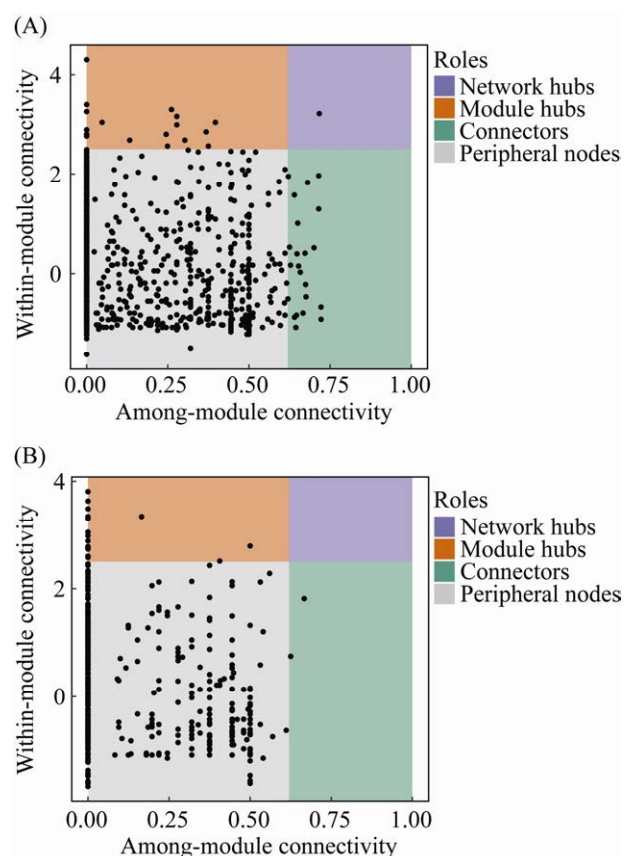 (A)
Within-module connectivity
4
2
0
0.00 0.25 0.50 0.75 1.00
Among-module connectivity
Roles
Network hubs
Module hubs
Connectors
Peripheral nodes
(B)
Within-module connectivity
4
2
0
0.00 0.25 0.50 0.75 1.00
Among-module connectivity
Roles
Network hubs
Module hubs
Connectors
Peripheral nodes